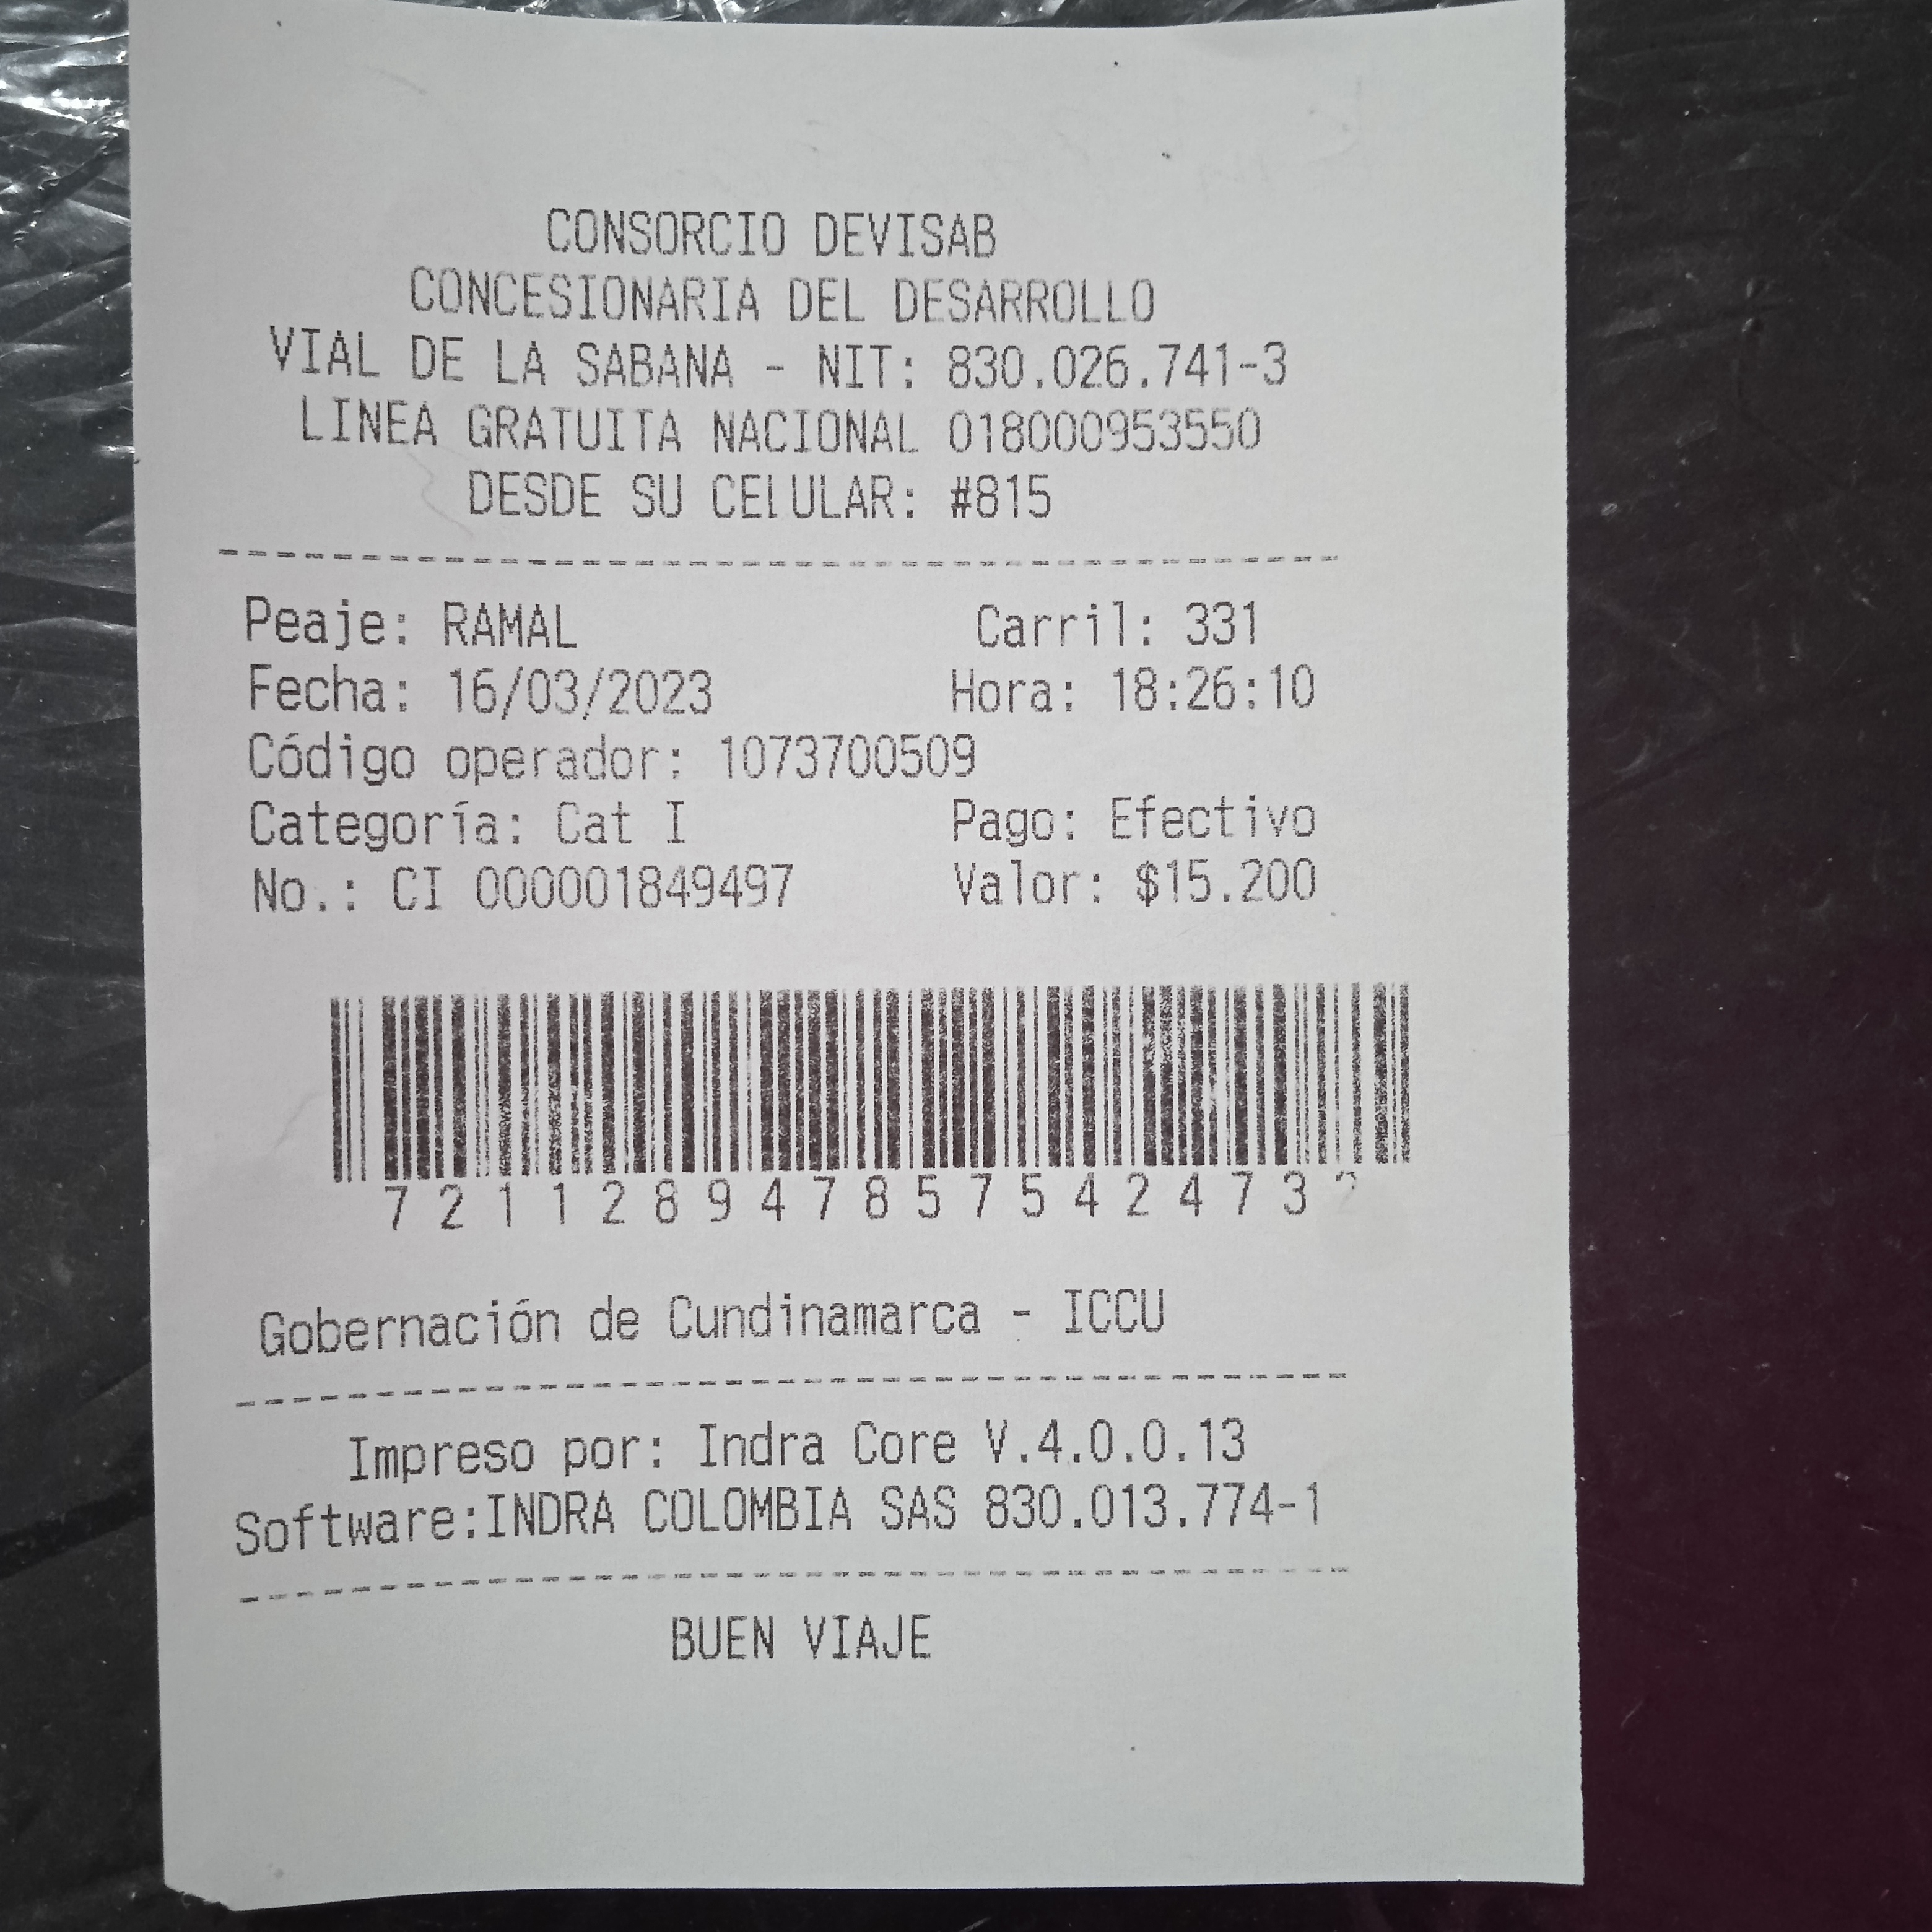 CONSORCIO DEVISAB
CONCESIONARIA DEL DESARROLLO
VIAL DE LA SABANA - NIT: 830.026.741-3
LINEA GRATUITA NACIONAL 018000953550
DESDE SU CELULAR: #815
Peaje: RAMAL Carril: 331
Fecha: 16/03/2023 Hora: 18:26:10
Código operador: 1073700509
Categoría: Cat I Pago: Efectivo
No.: CI 000001849497 Valor: $15.200
7 2 1 1 2 8 9 4 7 8 5 7 5 4 2 4 7 3 2
Gobernación de Cundinamarca - ICCU
Impreso por: Indra Core V.4.0.0.13
Software:INDRA COLOMBIA SAS 830.013.774-1
BUEN VIAJE